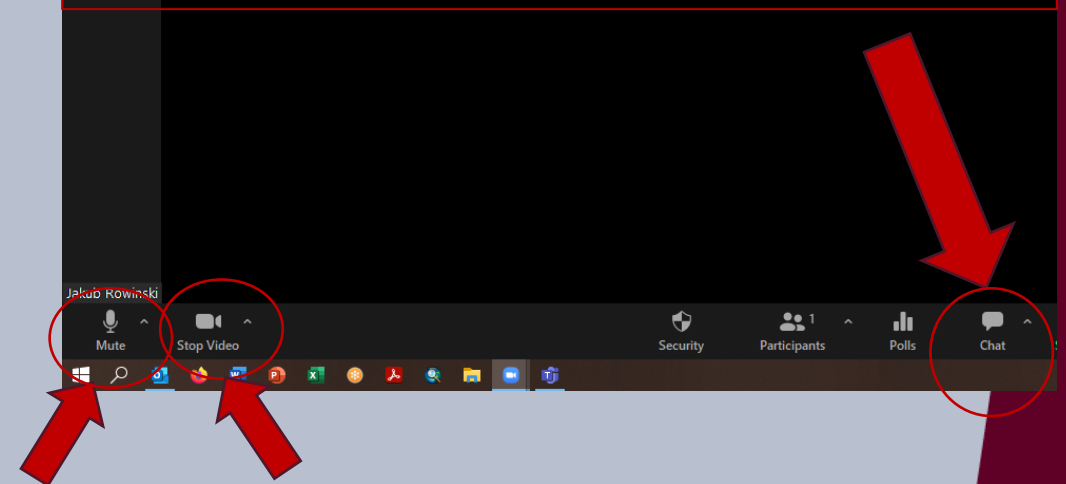 Jakub Rowinski
1
Mute
Stop Video
Security
Participants
Polls
Chat